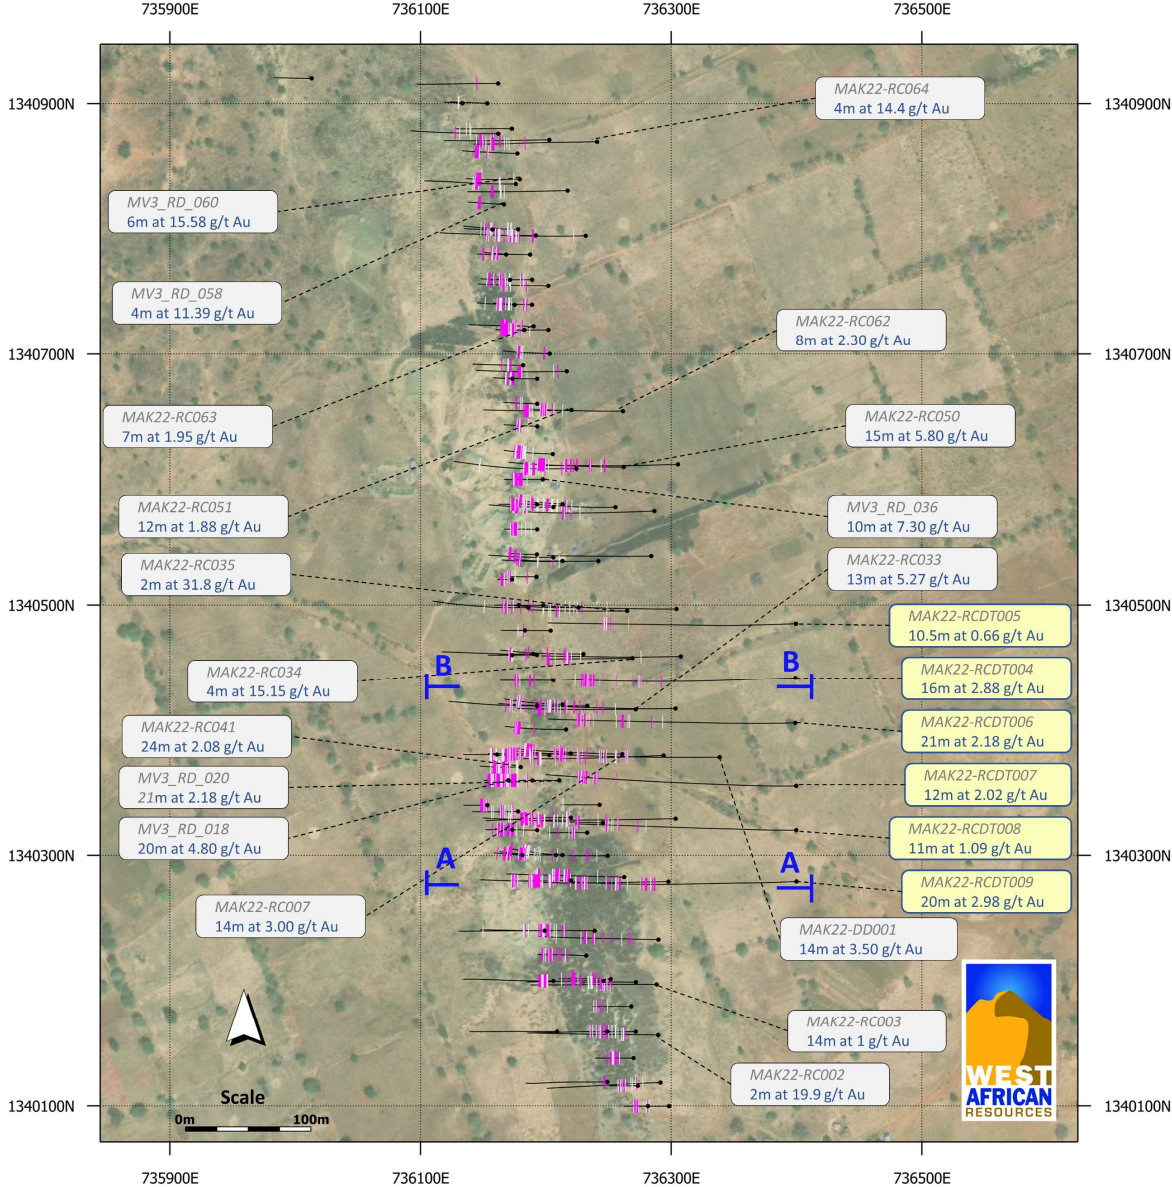 735900E
736100E
736300E
736500E
1340900N
1340900N
MAK22-RC064
4m at 14.4 g/t Au
MV3_RD_060
6m at 15.58 g/t Au
MV3_RD_058
4m at 11.39 g/t Au
MAK22-RC062
8m at 2.30 g/t Au
1340700N
1340700N
MAK22-RC063
7m at 1.95 g/t Au
MAK22-RC050
15m at 5.80 g/t Au
MAK22-RC051
12m at 1.88 g/t Au
MV3_RD_036
10m at 7.30 g/t Au
MAK22-RC035
2m at 31.8 g/t Au
MAK22-RC033
13m at 5.27 g/t Au
1340500N
1340500N
MAK22-RCDT005
10.5m at 0.66 g/t Au
B
B
MAK22-RC034
4m at 15.15 g/t Au
MAK22-RCDT004
16m at 2.88 g/t Au
MAK22-RC041
24m at 2.08 g/t Au
MAK22-RCDT006
21m at 2.18 g/t Au
MV3_RD_020
21m at 2.18 g/t Au
MAK22-RCDT007
12m at 2.02 g/t Au
MV3_RD_018
20m at 4.80 g/t Au
MAK22-RCDT008
11m at 1.09 g/t Au
1340300N
1340300N
A
A
MAK22-RCDT009
20m at 2.98 g/t Au
MAK22-RC007
14m at 3.00 g/t Au
MAK22-DD001
14m at 3.50 g/t Au
MAK22-RC003
14m at 1 g/t Au
MAK22-RC002
2m at 19.9 g/t Au
Scale
0m
100m
WEST
AFRICAN
RESOURCES
1340100N
1340100N
735900E
736100E
736300E
736500E